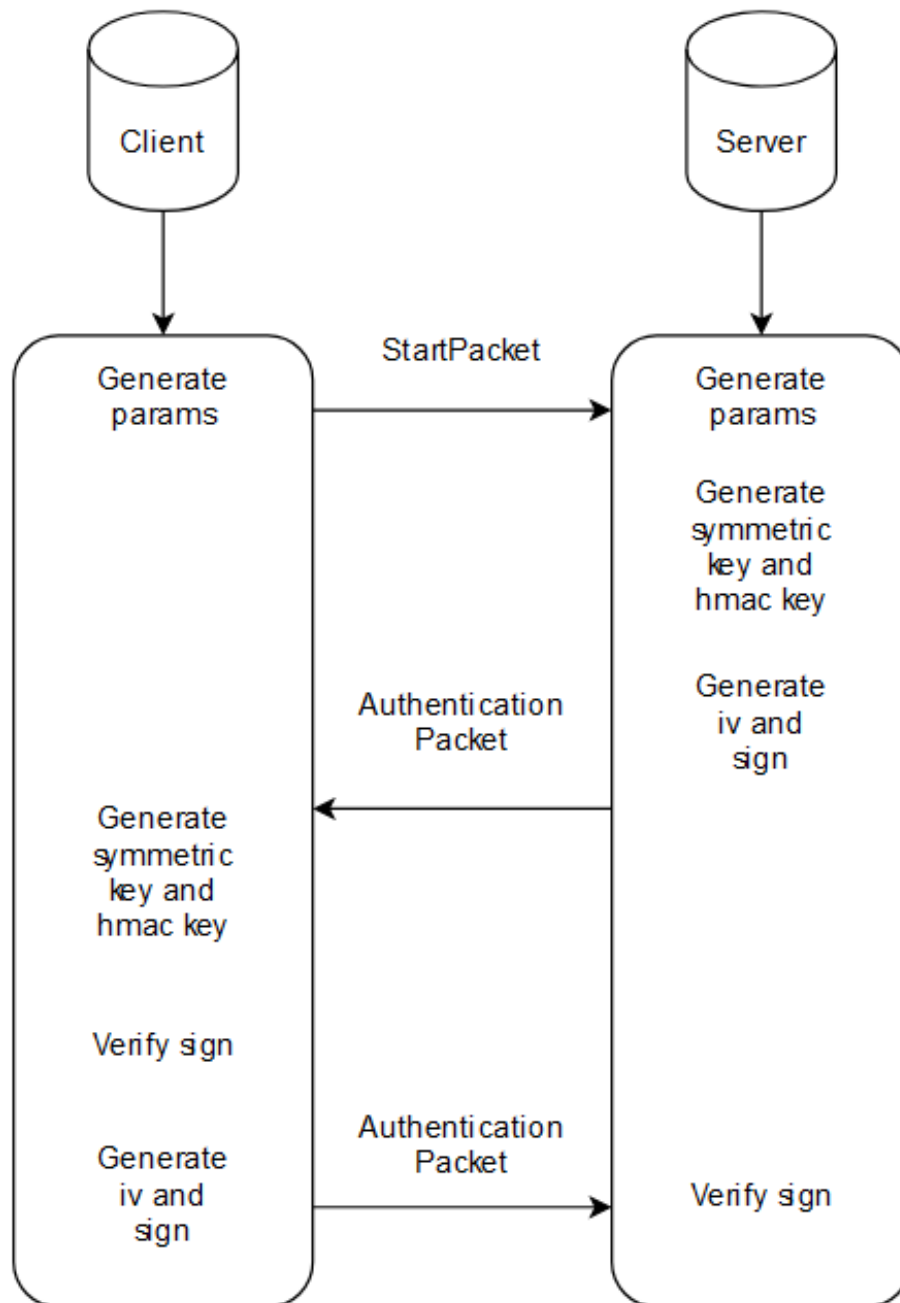 Client
Server
StartPacket
Generate
params
Generate
params
Generate
symmetric
key and
hmac key
Generate
iv and
sign
Authentication
Packet
Generate
symmetric
key and
hmac key
Verify sign
Authentication
Packet
Generate
iv and
sign
Verify sign